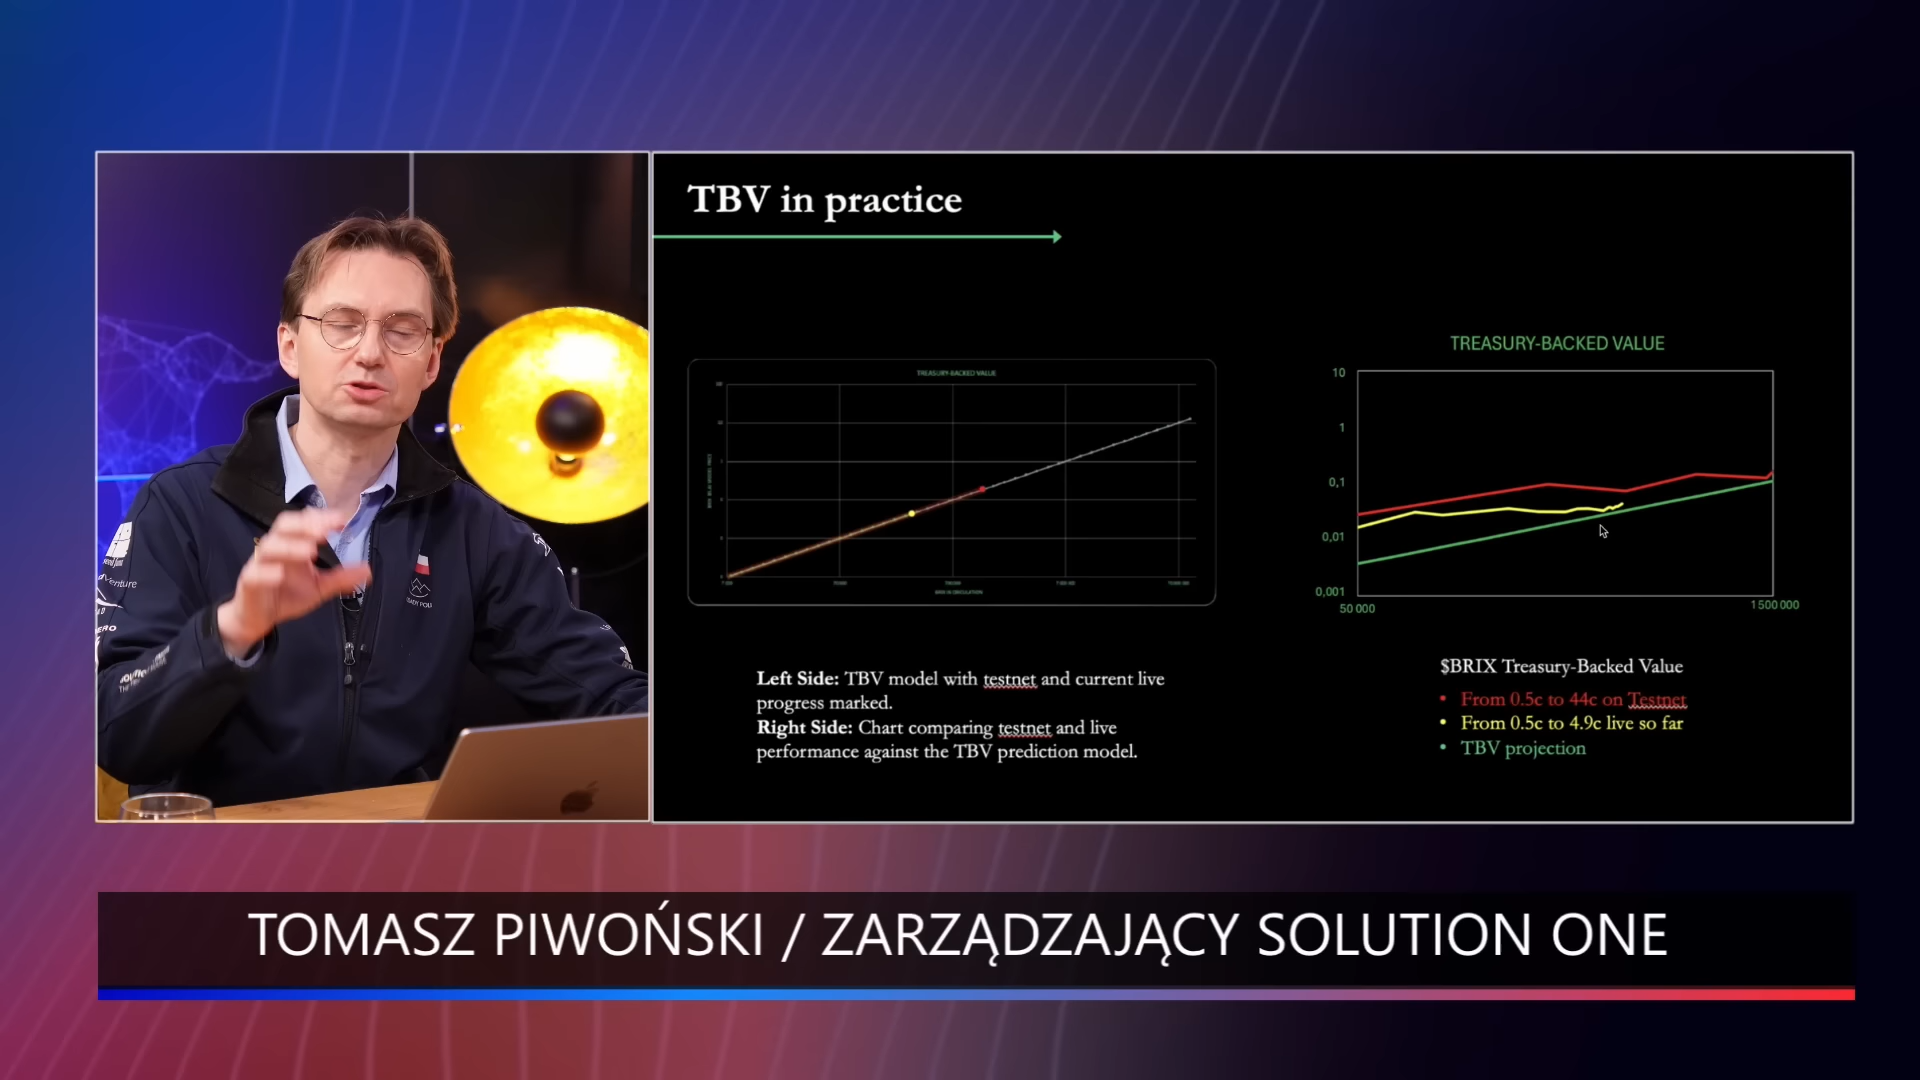 TBV in practice
TREASURY-BACKED VALUE
TREASURY-BACKED VALUE
10
1
0,1
0,01
0,001
50 000
1 500 000
Left Side: TBV model with testnet and current live
progress marked.
Right Side: Chart comparing testnet and live
performance against the TBV prediction model.
$BRIX Treasury-Backed Value
• From 0.5c to 44c on Testnet
• From 0.5c to 4.9c live so far
• TBV projection
TOMASZ PIWOŃSKI / ZARZĄDZAJĄCY SOLUTION ONE